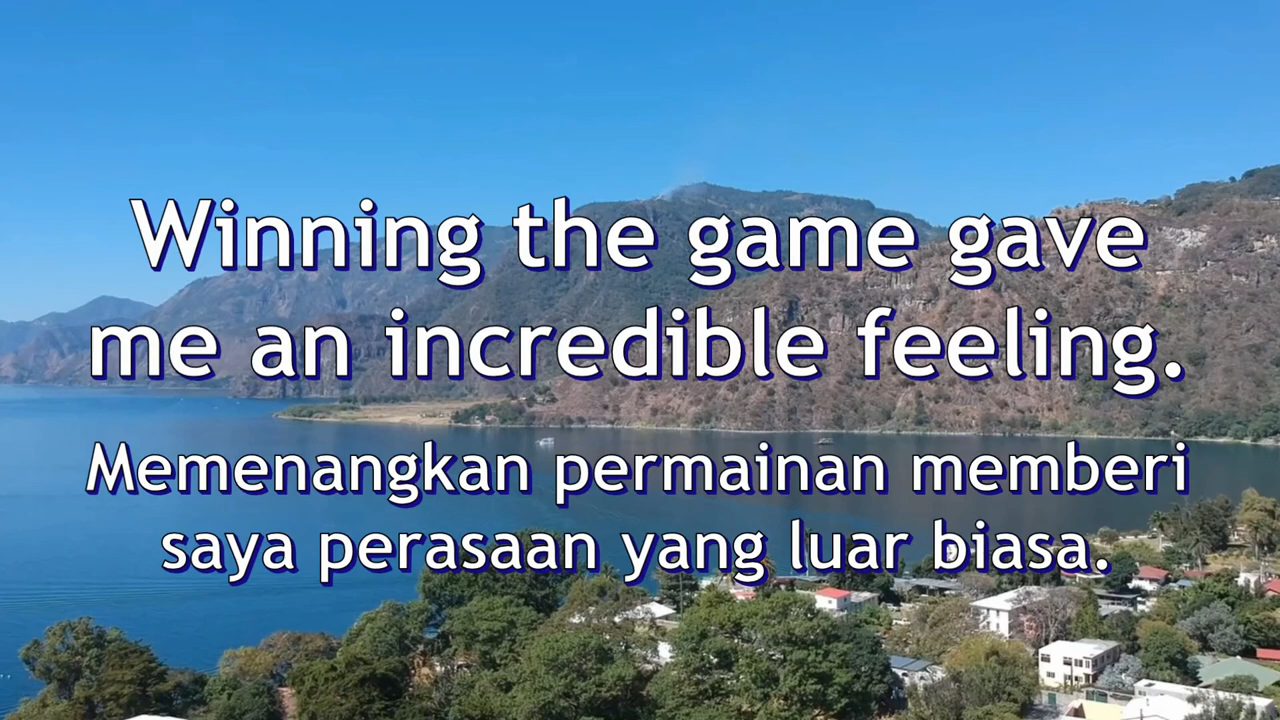 Winning the game gave
me an incredible feeling.
Memenangkan permainan memberi
saya perasaan yang luar biasa.